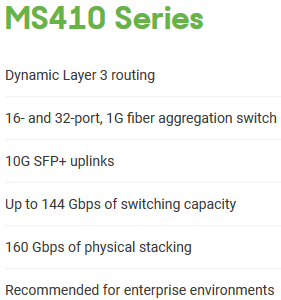 MS410 Series
Dynamic Layer 3 routing
16- and 32-port, 1G fiber aggregation switch
10G SFP+ uplinks
Up to 144 Gbps of switching capacity
160 Gbps of physical stacking
Recommended for enterprise environments